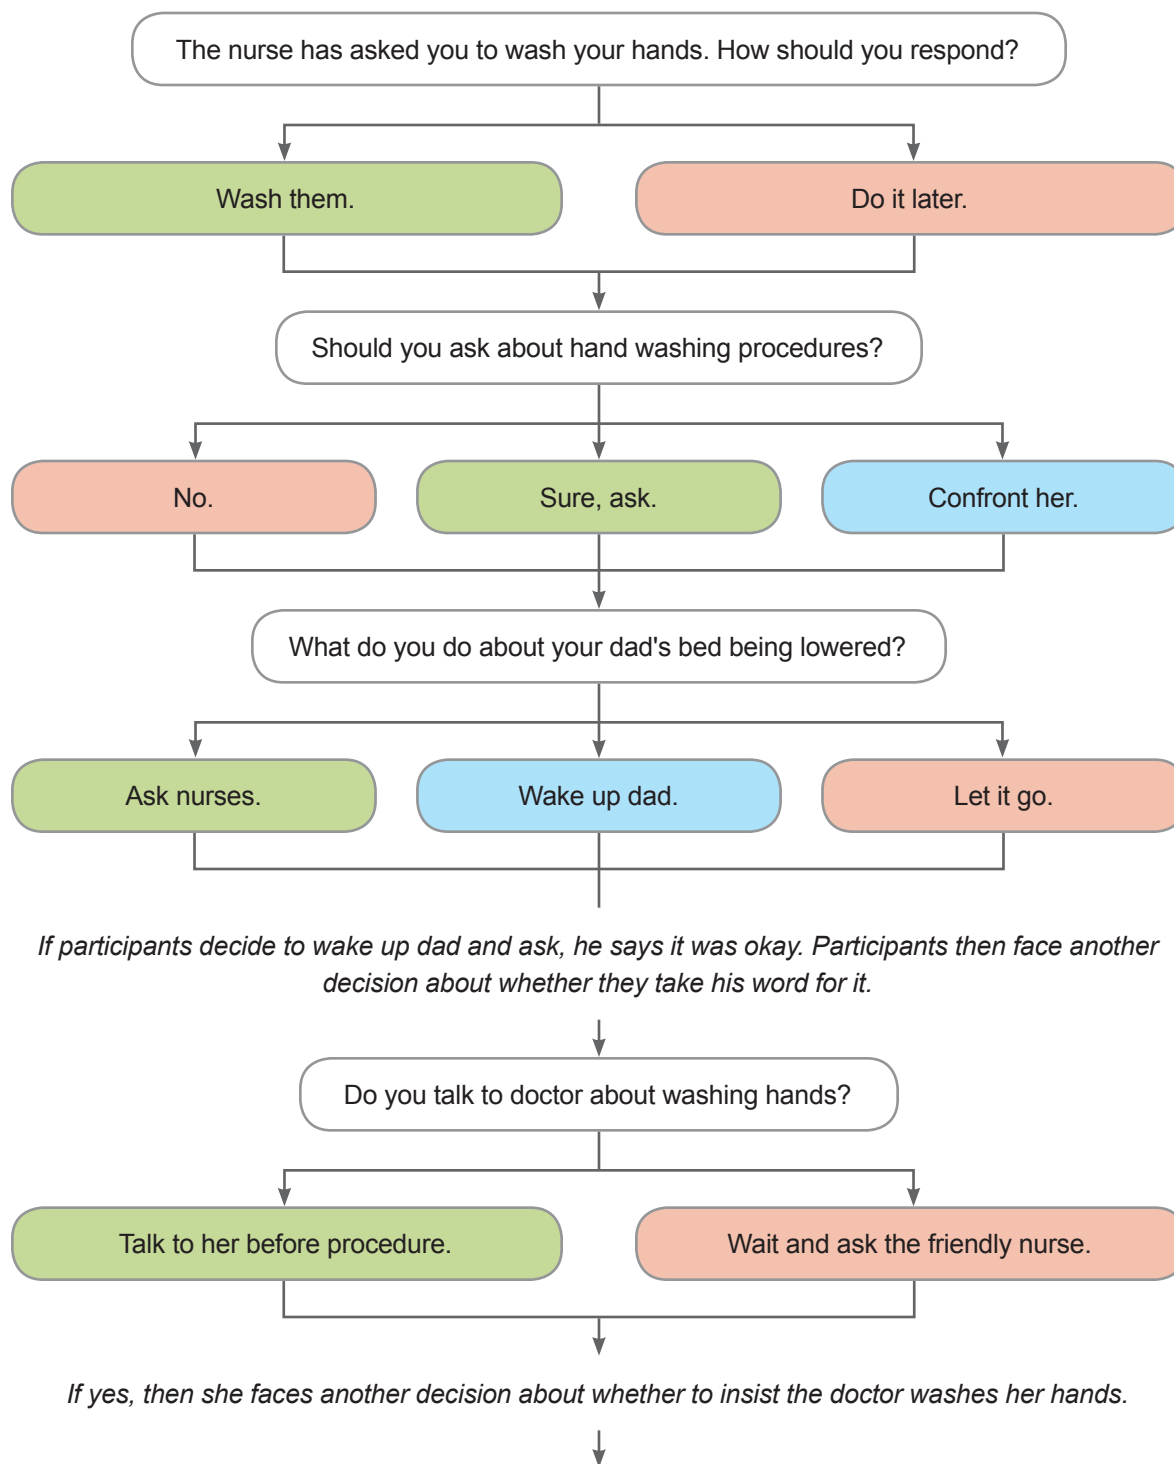 The nurse has asked you to wash your hands. How should you respond?
Wash them.
Do it later.
Should you ask about hand washing procedures?
No.
Sure, ask.
Confront her.
What do you do about your dad's bed being lowered?
Ask nurses.
Wake up dad.
Let it go.
If participants decide to wake up dad and ask, he says it was okay. Participants then face another
decision about whether they take his word for it.
Do you talk to doctor about washing hands?
Talk to her before procedure.
Wait and ask the friendly nurse.
If yes, then she faces another decision about whether to insist the doctor washes her hands.